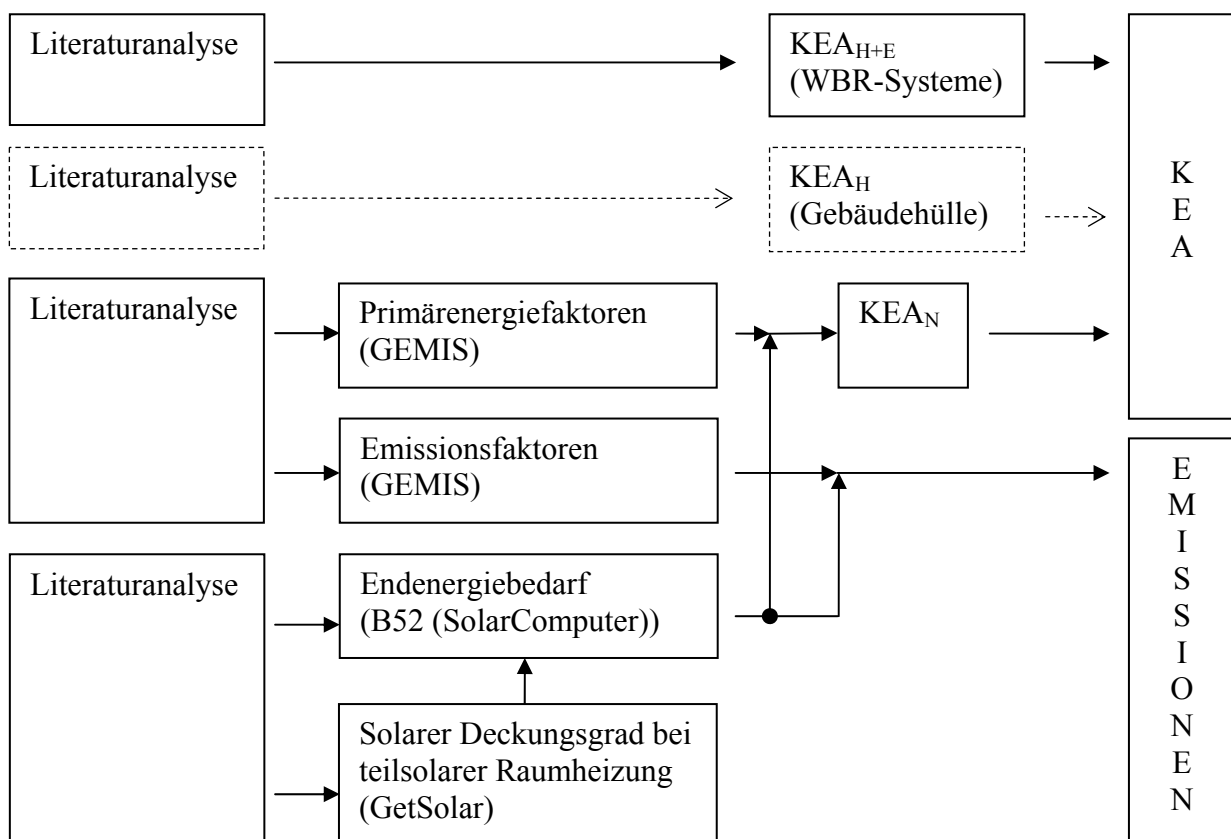 Literaturanalyse
KEA_H+E
(WBR-Systeme)
Literaturanalyse
KEA_H
(Gebäudehülle)
Literaturanalyse
Primärenergiefaktoren
(GEMIS)
KEA_N
Emissionsfaktoren
(GEMIS)
Literaturanalyse
Endenergiebedarf
(B52 (SolarComputer))
Solarer Deckungsgrad bei
teilsolarer Raumheizung
(GetSolar)
K
E
A
E
M
I
S
S
I
O
N
E
N